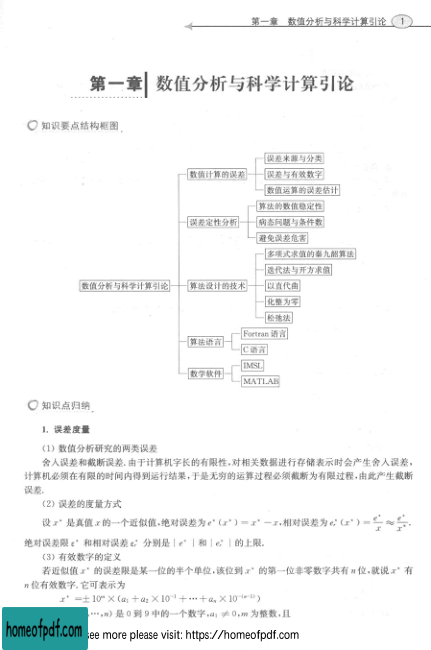 第一章 数值分析与科学计算引论 1
第一章 数值分析与科学计算引论
知识要点结构框图
误差来源与分类
数值计算的误差
误差与有效数字
数值运算的误差估计
算法的数值稳定性
误差定性分析
病态问题与条件数
避免误差危害
多项式求值的秦九韶算法
迭代法与开方求值
数值分析与科学计算引论
算法设计的技术
以直代曲
化整为零
松弛法
Fortran 语言
算法语言
C 语言
IMSL
数学软件
MATLAB
知识点归纳
1. 误差度量
(1) 数值分析研究的两类误差
舍入误差和截断误差. 由于计算机字长的有限性,对相关数据进行存储表示时会产生舍入误差,
计算机必须在有限的时间内得到运行结果,于是无穷的运算过程必须截断为有限过程,由此产生截断
误差.
(2) 误差的度量方式
设 x* 是真值 x 的一个近似值,绝对误差为 e*(x*) = x* − x,相对误差为 eᵣ*(x*) = e*/x ≈ e*/x*.
绝对误差限 ε* 和相对误差 εᵣ* 分别是 | e* | 和 | eᵣ* | 的上限.
(3) 有效数字的定义
若近似值 x* 的误差限是某一位的半个单位,该位到 x* 的第一位非零数字共有 n 位,就说 x* 有
n 位有效数字. 它可表示为
x* = ± 10ᵐ × (a₁ + a₂ × 10⁻¹ + ⋯ + aₙ × 10⁻⁽ⁿ⁻¹⁾)
⋯,n) 是 0 到 9 中的一个数字,a₁ ≠ 0,m 为整数,且
homeofpdf.com
see more please visit: https://homeofpdf.com